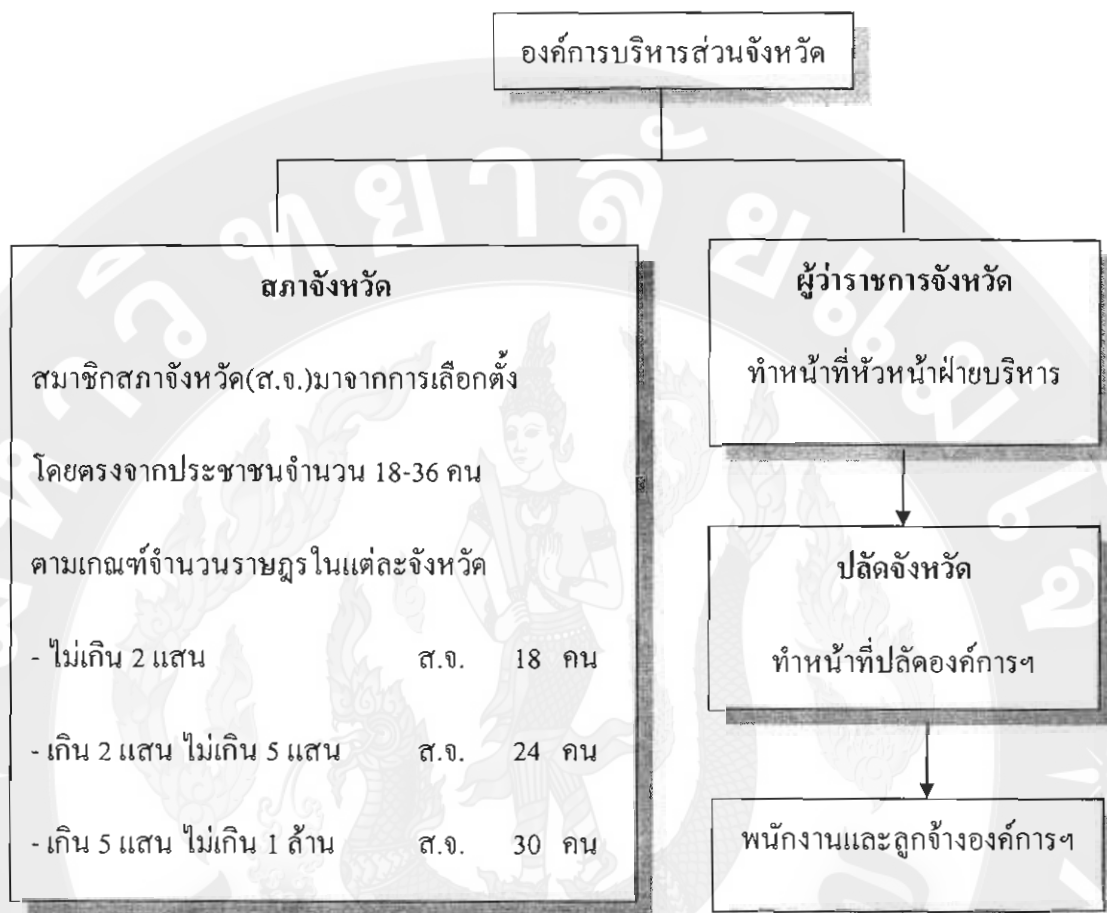 องค์การบริหารส่วนจังหวัด
สภาจังหวัด
สมาชิกสภาจังหวัด(ส.จ.)มาจากการเลือกตั้ง
โดยตรงจากประชาชนจำนวน 18-36 คน
ตามเกณฑ์จำนวนราษฎรในแต่ละจังหวัด
- ไม่เกิน 2 แสน ส.จ. 18 คน
- เกิน 2 แสน ไม่เกิน 5 แสน ส.จ. 24 คน
- เกิน 5 แสน ไม่เกิน 1 ล้าน ส.จ. 30 คน
ผู้ว่าราชการจังหวัด
ทำหน้าที่หัวหน้าฝ่ายบริหาร
ปลัดจังหวัด
ทำหน้าที่ปลัดองค์การฯ
พนักงานและลูกจ้างองค์การฯ